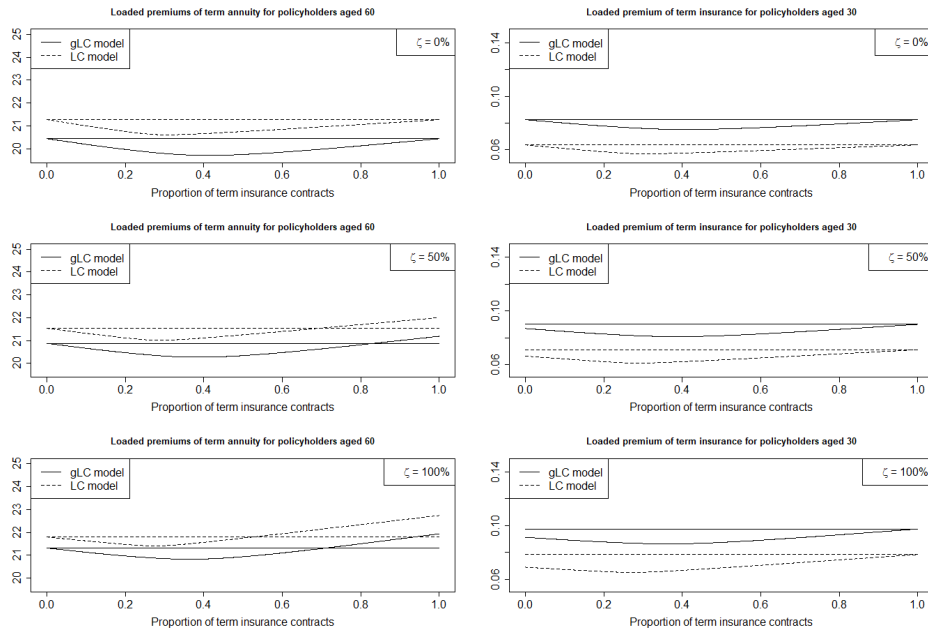 Loaded premiums of term annuity for policyholders aged 60
gLC model
LC model
ζ = 0%
20 21 22 23 24 25
0.0 0.2 0.4 0.6 0.8 1.0
Proportion of term insurance contracts
Loaded premiums of term insurance for policyholders aged 30
gLC model
LC model
ζ = 0%
0.06 0.10 0.14
0.0 0.2 0.4 0.6 0.8 1.0
Proportion of term insurance contracts
Loaded premiums of term annuity for policyholders aged 60
gLC model
LC model
ζ = 50%
20 21 22 23 24 25
0.0 0.2 0.4 0.6 0.8 1.0
Proportion of term insurance contracts
Loaded premiums of term insurance for policyholders aged 30
gLC model
LC model
ζ = 50%
0.06 0.10 0.14
0.0 0.2 0.4 0.6 0.8 1.0
Proportion of term insurance contracts
Loaded premiums of term annuity for policyholders aged 60
gLC model
LC model
ζ = 100%
20 21 22 23 24 25
0.0 0.2 0.4 0.6 0.8 1.0
Proportion of term insurance contracts
Loaded premium of term insurance for policyholders aged 30
gLC model
LC model
ζ = 100%
0.06 0.10 0.14
0.0 0.2 0.4 0.6 0.8 1.0
Proportion of term insurance contracts